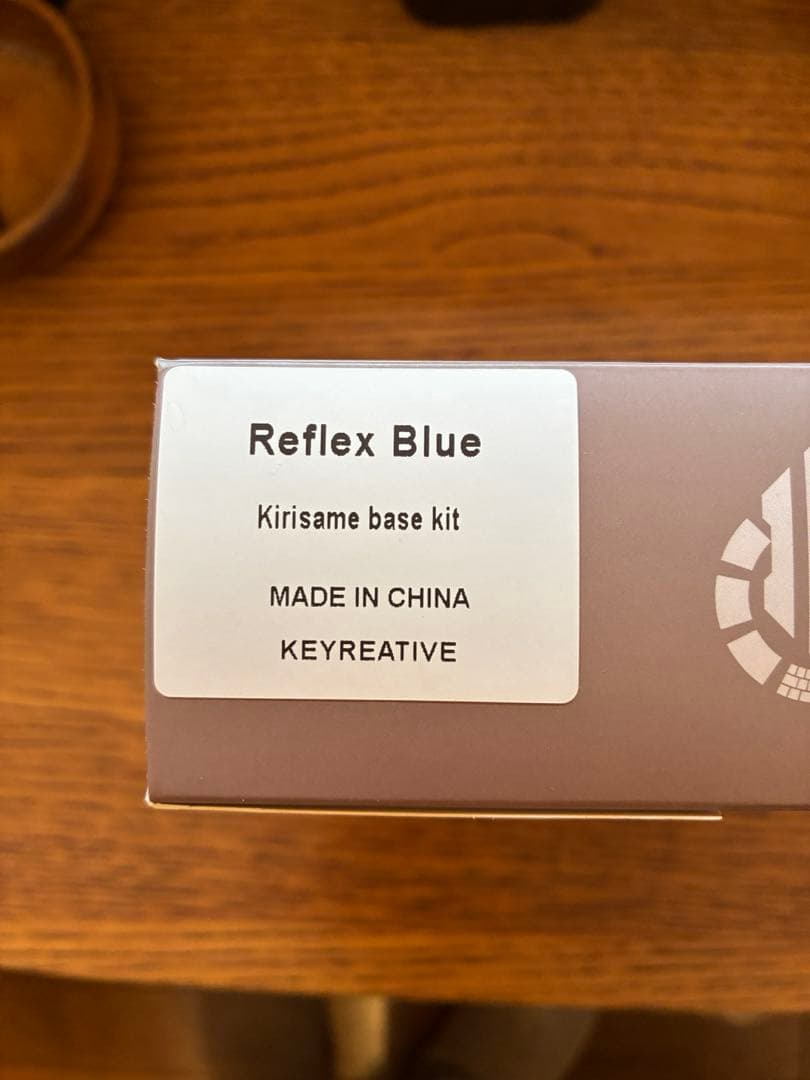 Reflex Blue
Kirisame base kit
MADE IN CHINA
KEYREATIVE